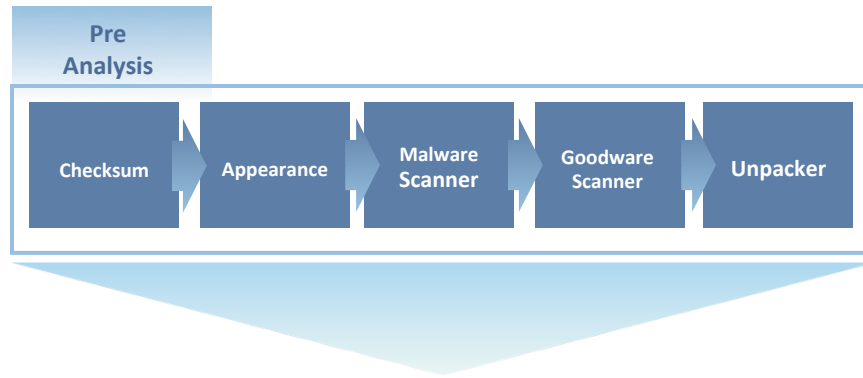 Pre
Analysis
Checksum
Appearance
Malware
Scanner
Goodware
Scanner
Unpacker